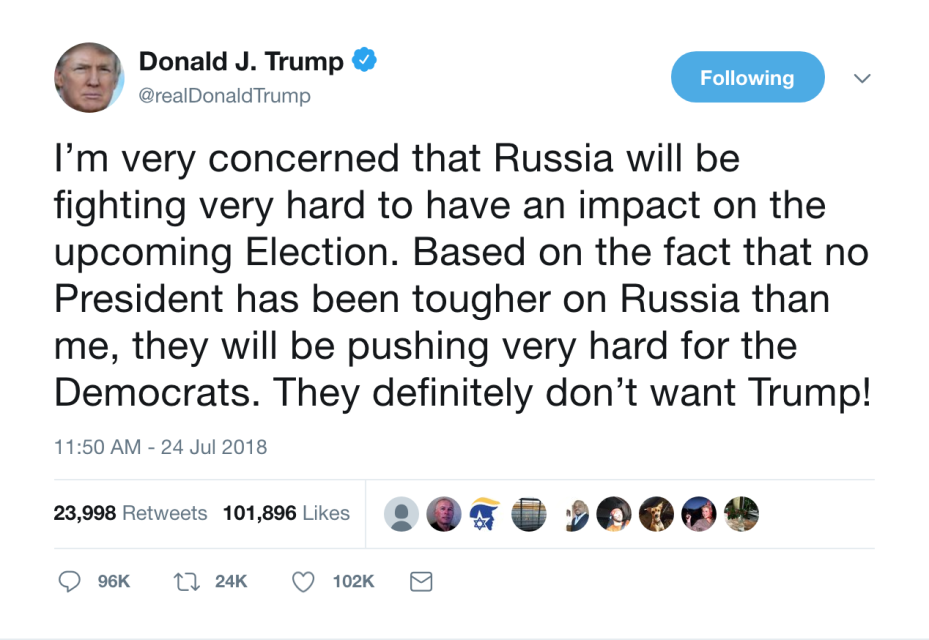 Donald J. Trump
@realDonaldTrump
Following
I’m very concerned that Russia will be
fighting very hard to have an impact on the
upcoming Election. Based on the fact that no
President has been tougher on Russia than
me, they will be pushing very hard for the
Democrats. They definitely don’t want Trump!
11:50 AM - 24 Jul 2018
23,998 Retweets 101,896 Likes
96K 24K 102K